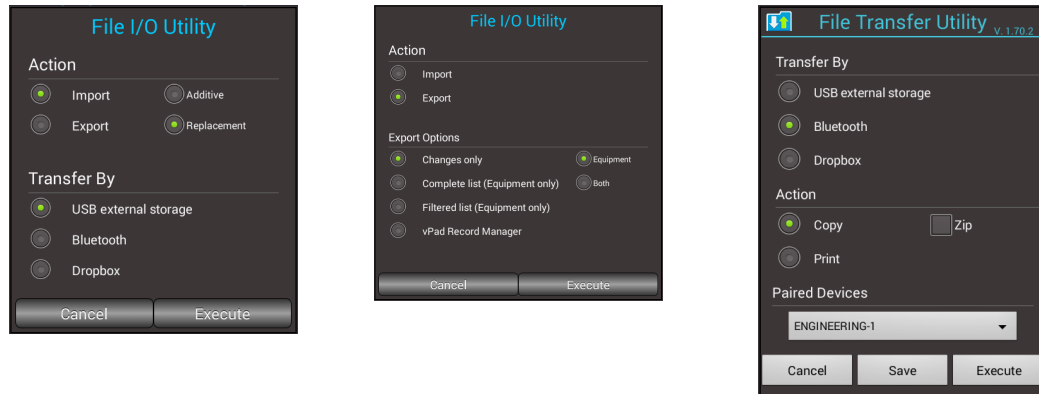 File I/O Utility
Action
Import Additive
Export Replacement
Transfer By
USB external storage
Bluetooth
Dropbox
Cancel Execute
File I/O Utility
Action
Import
Export
Export Options
Changes only Equipment
Complete list (Equipment only) Both
Filtered list (Equipment only)
vPad Record Manager
Cancel Execute
File Transfer Utility V. 1.70.2
Transfer By
USB external storage
Bluetooth
Dropbox
Action
Copy Zip
Print
Paired Devices
ENGINEERING-1
Cancel Save Execute